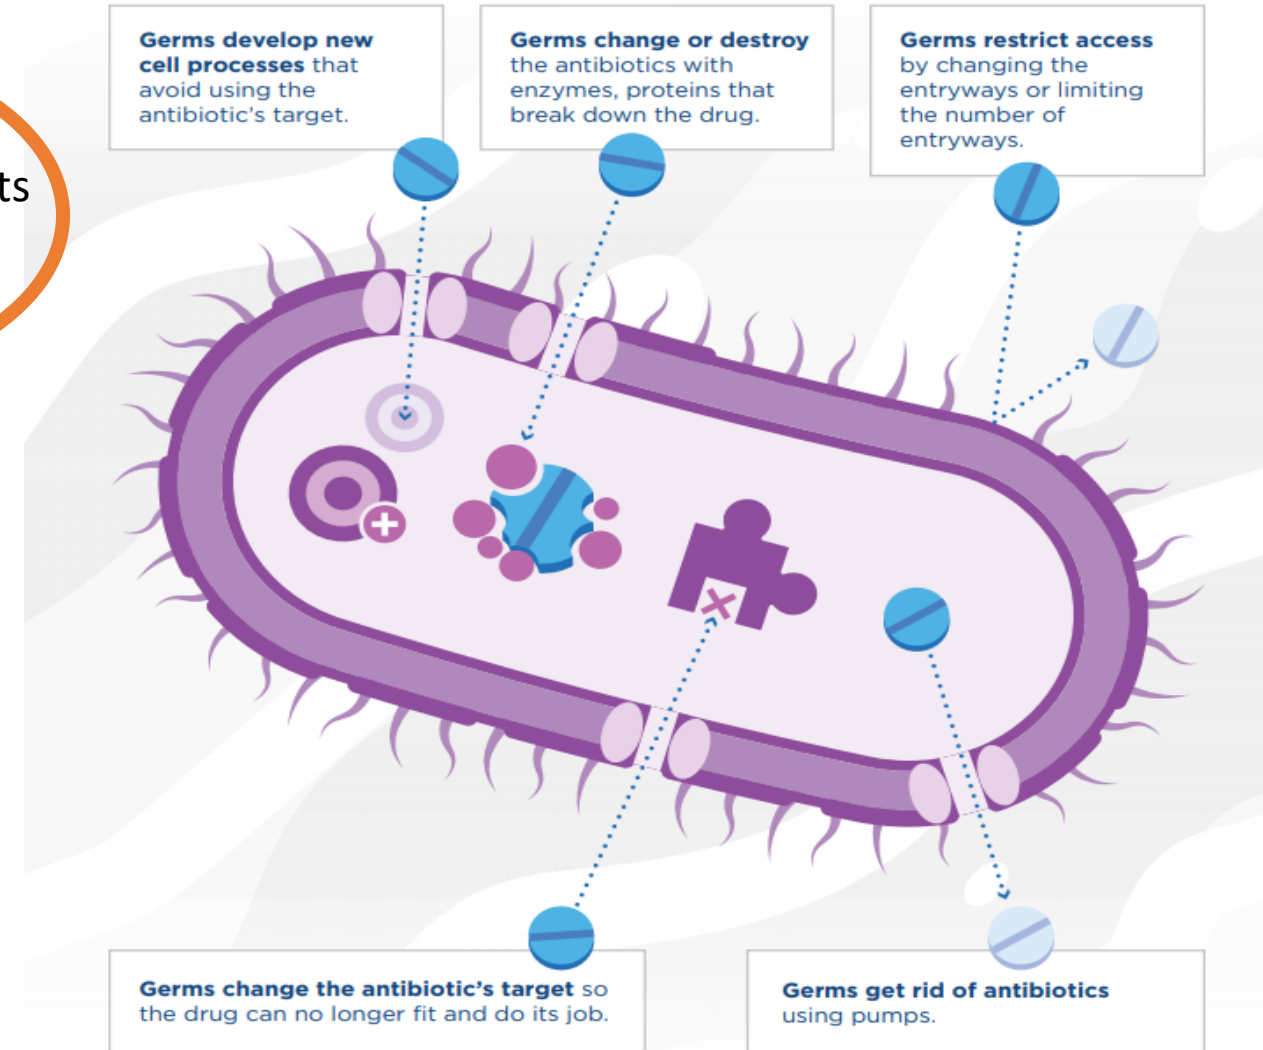 Germs develop new
cell processes that
avoid using the
antibiotic's target.
Germs change or destroy
the antibiotics with
enzymes, proteins that
break down the drug.
Germs restrict access
by changing the
entryways or limiting
the number of
entryways.
ts
Germs change the antibiotic's target so
the drug can no longer fit and do its job.
Germs get rid of antibiotics
using pumps.